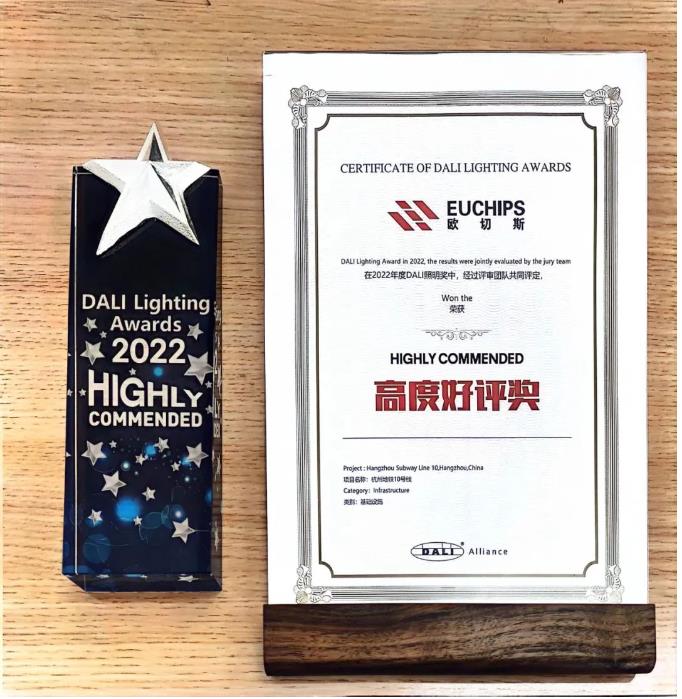 DALI Lighting
Awards
2022
HIGHLY
COMMENDED
CERTIFICATE OF DALI LIGHTING AWARDS
EUCHIPS
欧切斯
DALI Lighting Award in 2022, the results were jointly evaluated by the jury team
在2022年度DALI照明奖中，经过评审团队共同评定，
Won the
荣获
HIGHLY COMMENDED
高度好评奖
Project : Hangzhou Subway Line 10,Hangzhou,China
项目名称：杭州地铁10号线
Category: Infrastructure
类别：基础设施
DALI Alliance